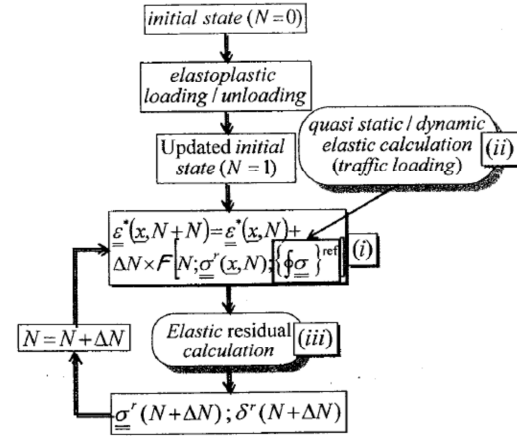 initial state (N=0)
elastoplastic
loading / unloading
quasi static / dynamic
elastic calculation
(traffic loading)
(ii)
Updated initial
state (N=1)
ε*(x,N+N)=ε*(x,N)+
ΔN×F[N;σʳ(x,N);{∮σ}ʳᵉᶠ]
(i)
Elastic residual
calculation
(iii)
N=N+ΔN
σʳ(N+ΔN);δʳ(N+ΔN)